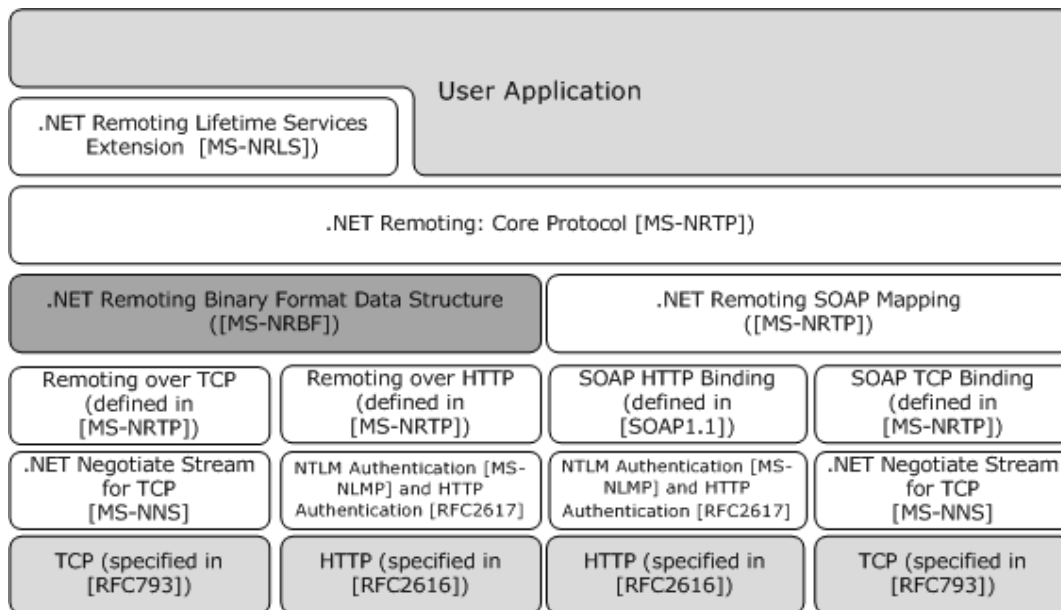 User Application
.NET Remoting Lifetime Services
Extension [MS-NRLS])
.NET Remoting: Core Protocol [MS-NRTP])
.NET Remoting Binary Format Data Structure
([MS-NRBF])
.NET Remoting SOAP Mapping
([MS-NRTP])
Remoting over TCP
(defined in
[MS-NRTP])
Remoting over HTTP
(defined in
[MS-NRTP])
SOAP HTTP Binding
(defined in
[SOAP1.1])
SOAP TCP Binding
(defined in
[MS-NRTP])
.NET Negotiate Stream
for TCP
[MS-NNS]
NTLM Authentication [MS-
NLMP] and HTTP
Authentication [RFC2617]
NTLM Authentication [MS-
NLMP] and HTTP
Authentication [RFC2617]
.NET Negotiate Stream
for TCP
[MS-NNS]
TCP (specified in
[RFC793])
HTTP (specified in
[RFC2616])
HTTP (specified in
[RFC2616])
TCP (specified in
[RFC793])